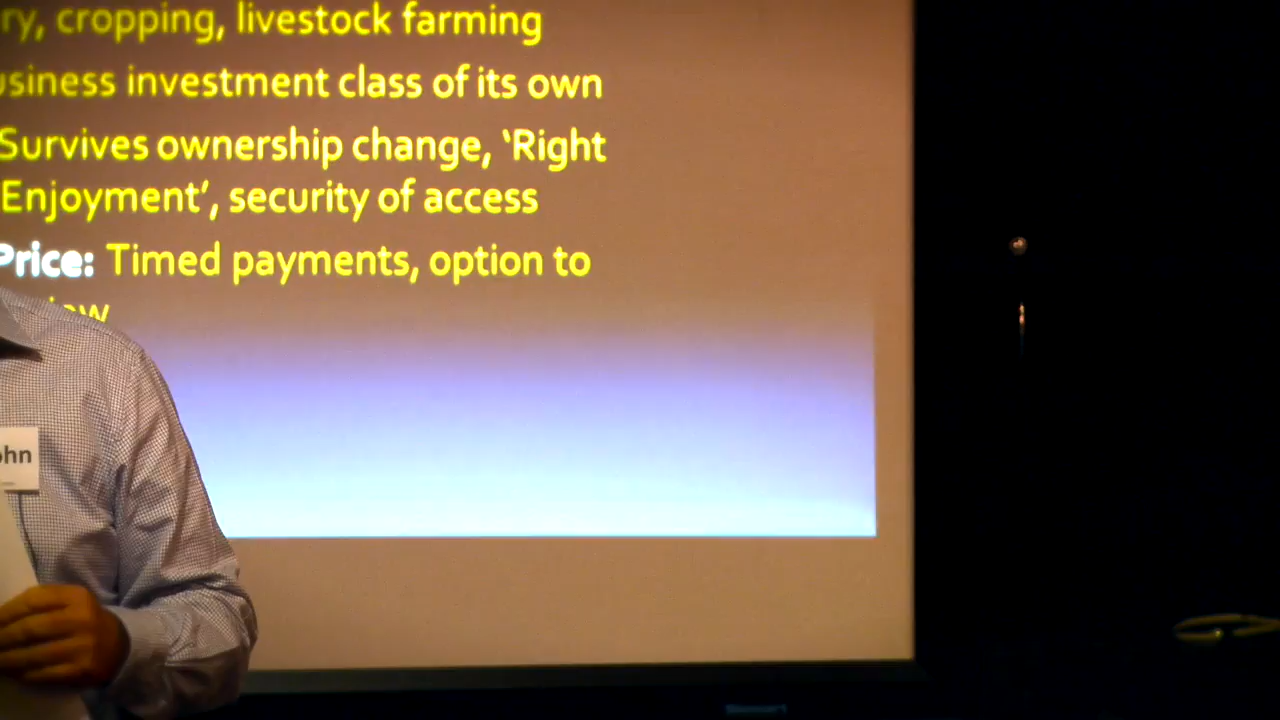 ry, cropping, livestock farming
usiness investment class of its own
Survives ownership change, ‘Right
Enjoyment’, security of access
Price: Timed payments, option to
ohn